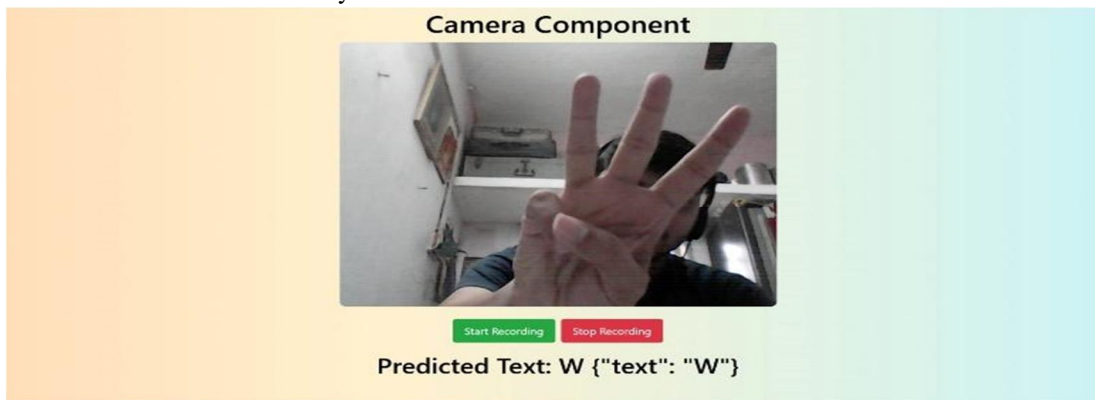 Camera Component
Start Recording Stop Recording
Predicted Text: W {"text": "W"}